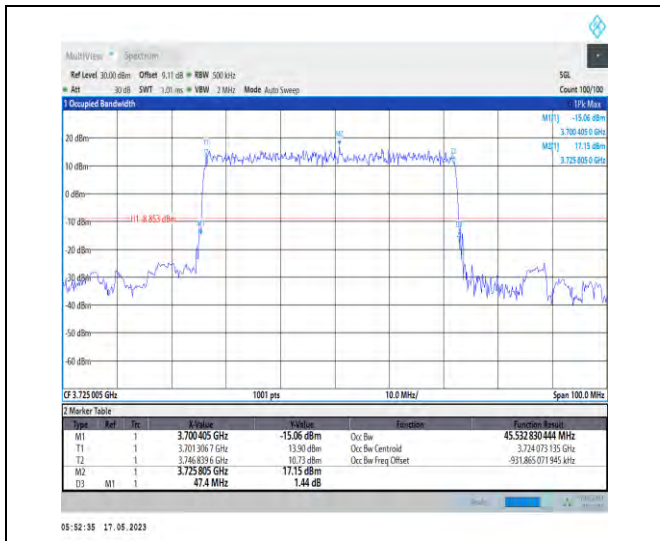 MultiView Spectrum
Ref Level 30.00 dBm Offset 9.11 dB RBW 500 kHz SGL
Att 30 dB SWT 1.01 ms VBW 2 MHz Mode Auto Sweep Count 100/100
1 Occupied Bandwidth 1Pk Max
M1[1] -15.06 dBm
3.700 405 0 GHz
M2[1] 17.15 dBm
3.725 805 0 GHz
M2
T1 T2
20 dBm
10 dBm
0 dBm
-10 dBm
H1 -8.853 dBm
M1 D3
-20 dBm
-30 dBm
-40 dBm
-50 dBm
-60 dBm
CF 3.725 005 GHz 1001 pts 10.0 MHz/ Span 100.0 MHz
2 Marker Table
Type Ref Trc X-Value Y-Value Function Function Result
M1 1 3.700 405 GHz -15.06 dBm Occ Bw 45.532 830 444 MHz
T1 1 3.701 306 7 GHz 13.90 dBm Occ Bw Centroid 3.724 073 135 GHz
T2 1 3.746 839 6 GHz 10.73 dBm Occ Bw Freq Offset -931.865 071 945 kHz
M2 1 3.725 805 GHz 17.15 dBm
D3 M1 1 47.4 MHz 1.44 dB
05:52:35 17.05.2023